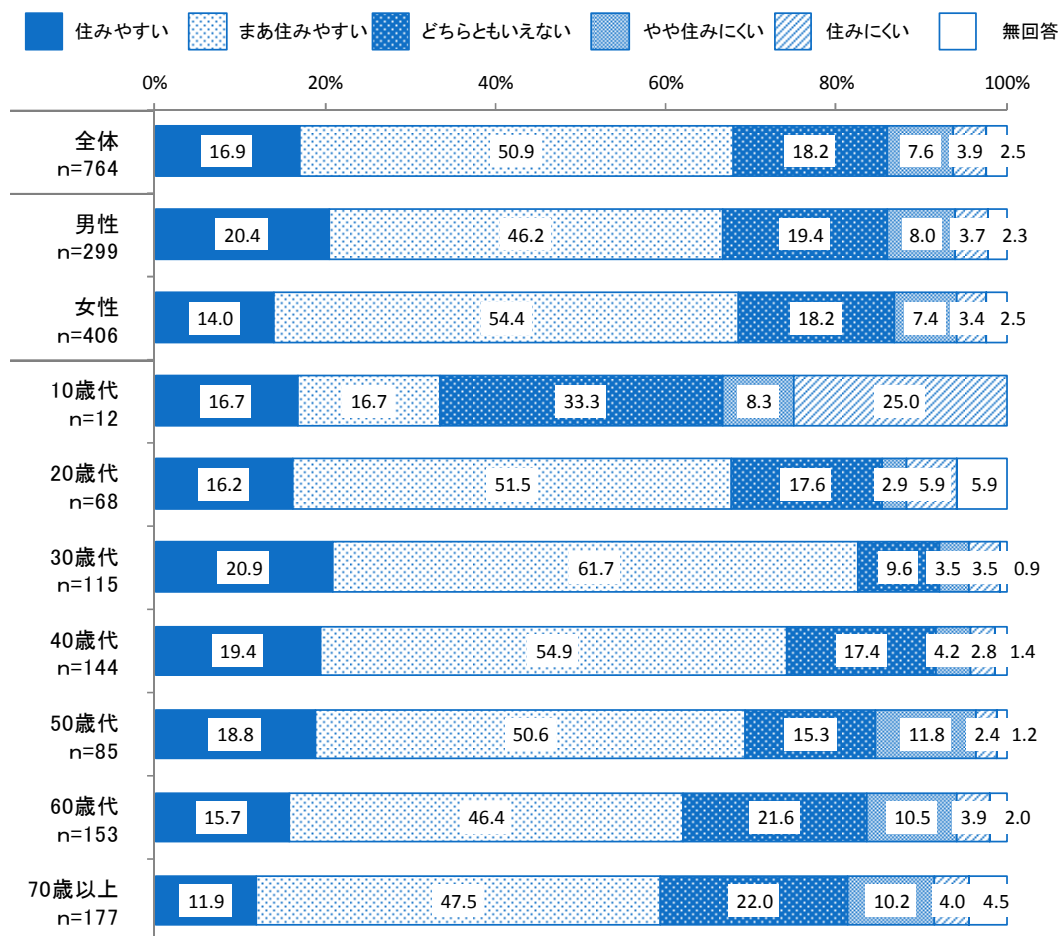 住みやすい まあ住みやすい どちらともいえない やや住みにくい 住みにくい 無回答
0% 20% 40% 60% 80% 100%
全体
n=764
16.9 50.9 18.2 7.6 3.9 2.5
男性
n=299
20.4 46.2 19.4 8.0 3.7 2.3
女性
n=406
14.0 54.4 18.2 7.4 3.4 2.5
10歳代
n=12
16.7 16.7 33.3 8.3 25.0
20歳代
n=68
16.2 51.5 17.6 2.9 5.9 5.9
30歳代
n=115
20.9 61.7 9.6 3.5 3.5 0.9
40歳代
n=144
19.4 54.9 17.4 4.2 2.8 1.4
50歳代
n=85
18.8 50.6 15.3 11.8 2.4 1.2
60歳代
n=153
15.7 46.4 21.6 10.5 3.9 2.0
70歳以上
n=177
11.9 47.5 22.0 10.2 4.0 4.5